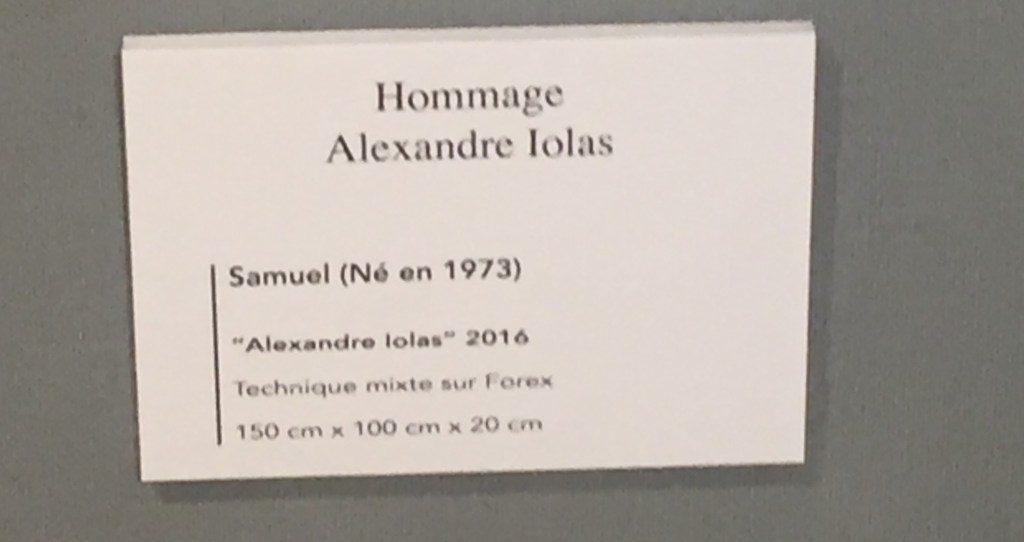 Hommage
Alexandre Iolas
Samuel (Né en 1973)
“Alexandre Iolas” 2016
Technique mixte sur Forex
150 cm x 100 cm x 20 cm